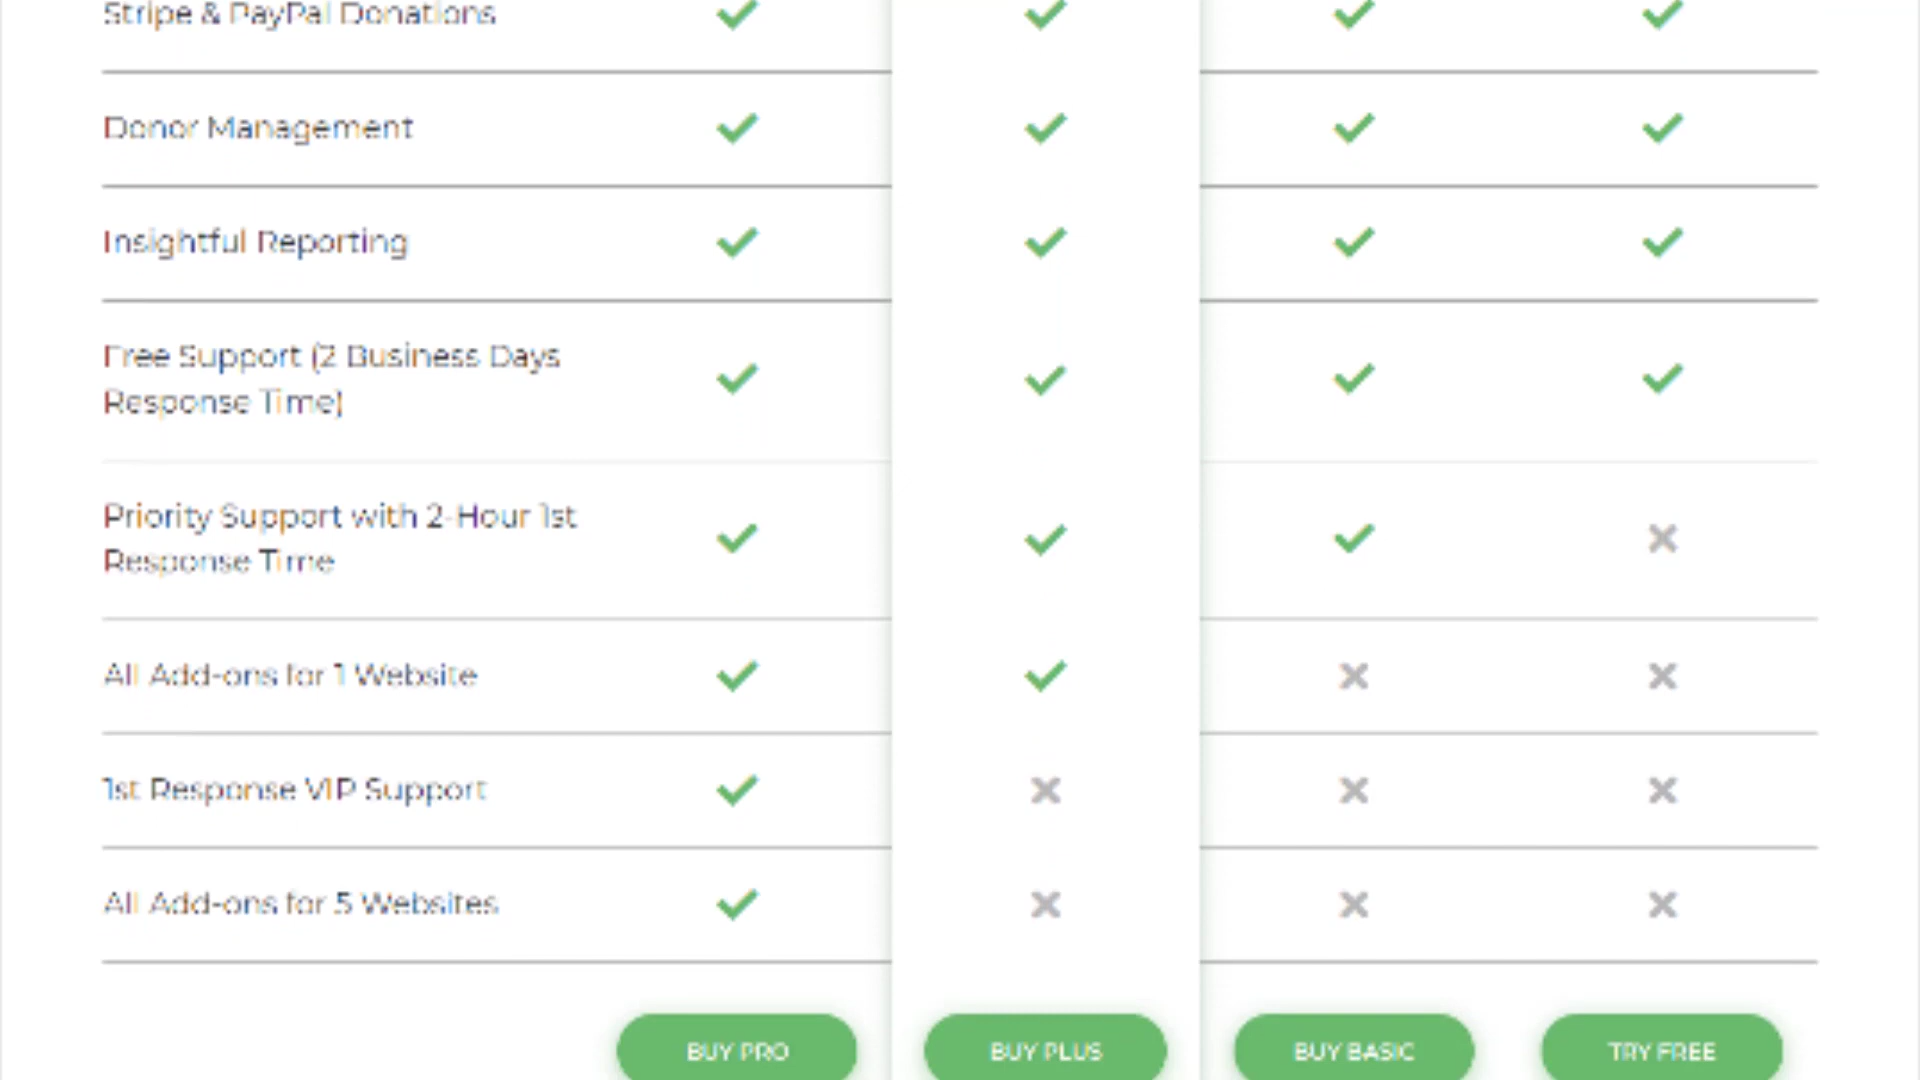 Stripe & PayPal Donations
Donor Management
Insightful Reporting
Free Support (2 Business Days
Response Time)
Priority Support with 2-Hour 1st
Response Time
All Add-ons for 1 Website
1st Response VIP Support
All Add-ons for 5 Websites
BUY PRO BUY PLUS BUY BASIC TRY FREE